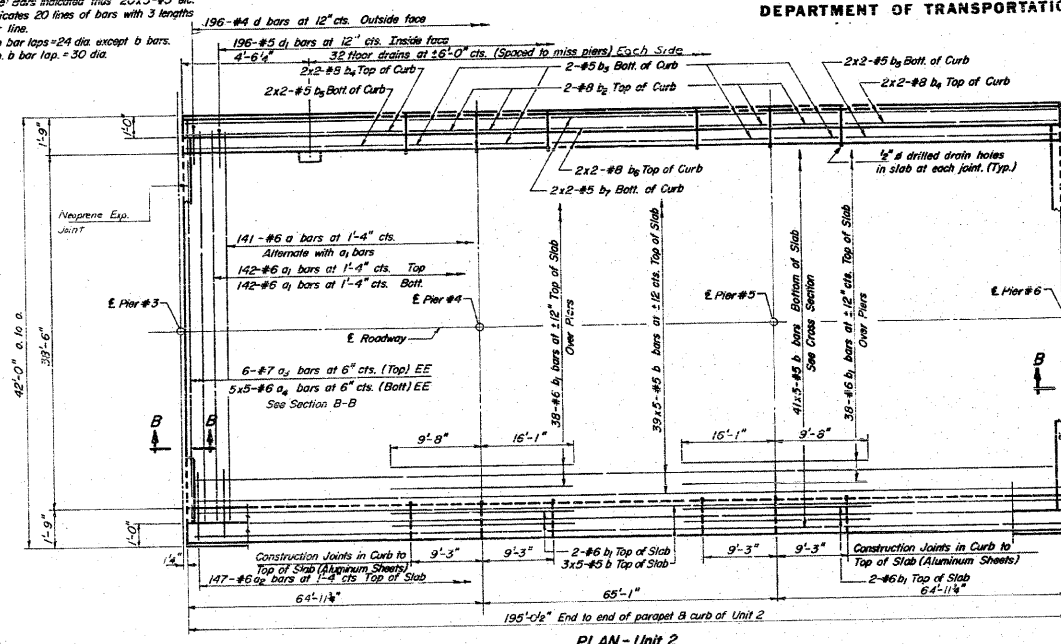 Bars indicated thus 20x3-#5 etc.
icates 20 lines of bars with 3 lengths
line.
bar laps=24 dia. except b bars.
b bar lap. = 30 dia.
DEPARTMENT OF TRANSPORTATIO
196-#4 d bars at 12" cts. Outside face
196-#5 d₁ bars at 12" cts. Inside face
4'-6¼" 32 floor drains at ±6'-0" cts. (Spaced to miss piers) Each Side
2x2-#8 b₄ Top of Curb
2-#5 b₃ Bott. of Curb
2x2-#5 b₅ Bott. of Curb
2x2-#5 b₅ Bott. of Curb
2-#8 b₂ Top of Curb
2x2-#8 b₄ Top of Curb
1'-9"
1'-0"
½" ø drilled drain holes
in slab at each joint. (Typ.)
2x2-#8 b₆ Top of Curb
2x2-#5 b₇ Bott. of Curb
Neoprene Exp.
Joint
141-#6 a bars at 1'-4" cts.
Alternate with a₁ bars
142-#6 a₁ bars at 1'-4" cts. Top
142-#6 a₁ bars at 1'-4" cts. Bott.
℄ Pier #3
℄ Pier #4
℄ Pier #5
℄ Pier #6
℄ Roadway
42'-0" o. to o.
38'-6"
38-#6 b₁ bars at ±12" Top of Slab
Over Piers
39x5-#5 b bars at ±12 cts. Top of Slab
41x5-#5 b bars Bottom of Slab
See Cross Section
38-#6 b₁ bars at ±12" cts. Top of Slab
Over Piers
6-#7 a₃ bars at 6" cts. (Top) EE
5x5-#6 a₄ bars at 6" cts. (Bott) EE
See Section B-B
B
B
B
9'-8"
16'-1"
16'-1"
9'-8"
1'-9"
1'-0"
1¼"
Construction Joints in Curb to
Top of Slab (Aluminum Sheets)
9'-3"
9'-3"
2-#6 b₁ Top of Slab
3x5-#5 b Top of Slab
9'-3"
9'-3"
Construction Joints in Curb to
Top of Slab (Aluminum Sheets)
2-#6 b₁ Top of Slab
147-#6 a₂ bars at 1'-4" cts Top of Slab
64'-11¾"
65'-1"
64'-11¾"
195'-0½" End to end of parapet & curb of Unit 2
PLAN - Unit 2